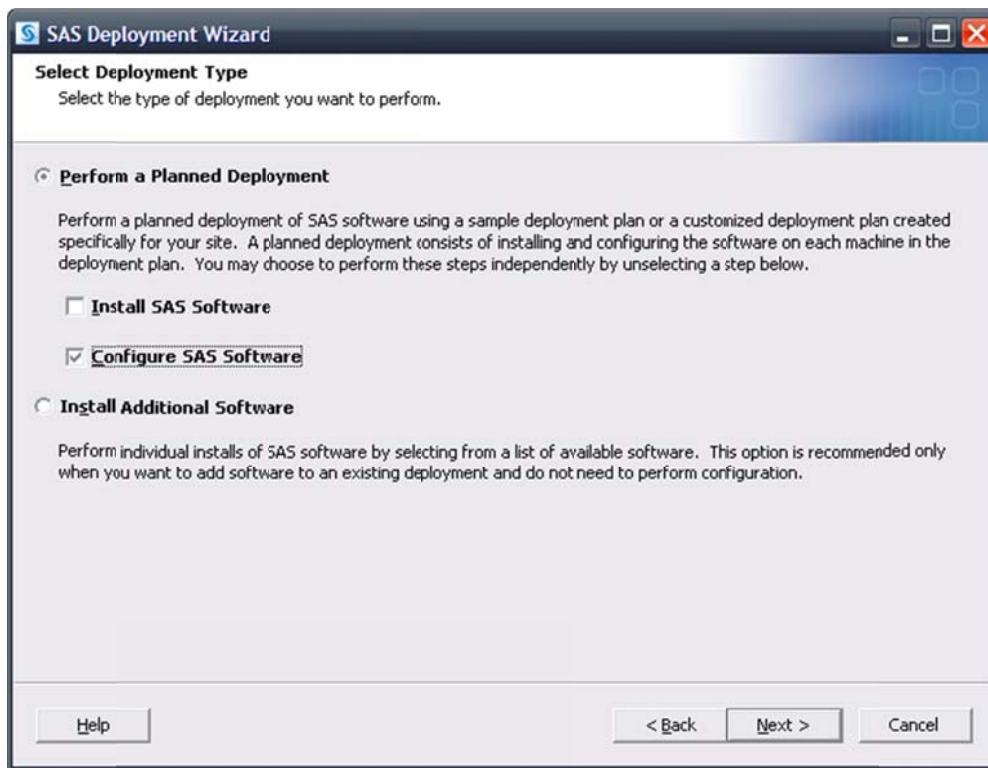 SAS Deployment Wizard
Select Deployment Type
Select the type of deployment you want to perform.
Perform a Planned Deployment
Perform a planned deployment of SAS software using a sample deployment plan or a customized deployment plan created
specifically for your site. A planned deployment consists of installing and configuring the software on each machine in the
deployment plan. You may choose to perform these steps independently by unselecting a step below.
Install SAS Software
Configure SAS Software
Install Additional Software
Perform individual installs of SAS software by selecting from a list of available software. This option is recommended only
when you want to add software to an existing deployment and do not need to perform configuration.
Help
< Back
Next >
Cancel